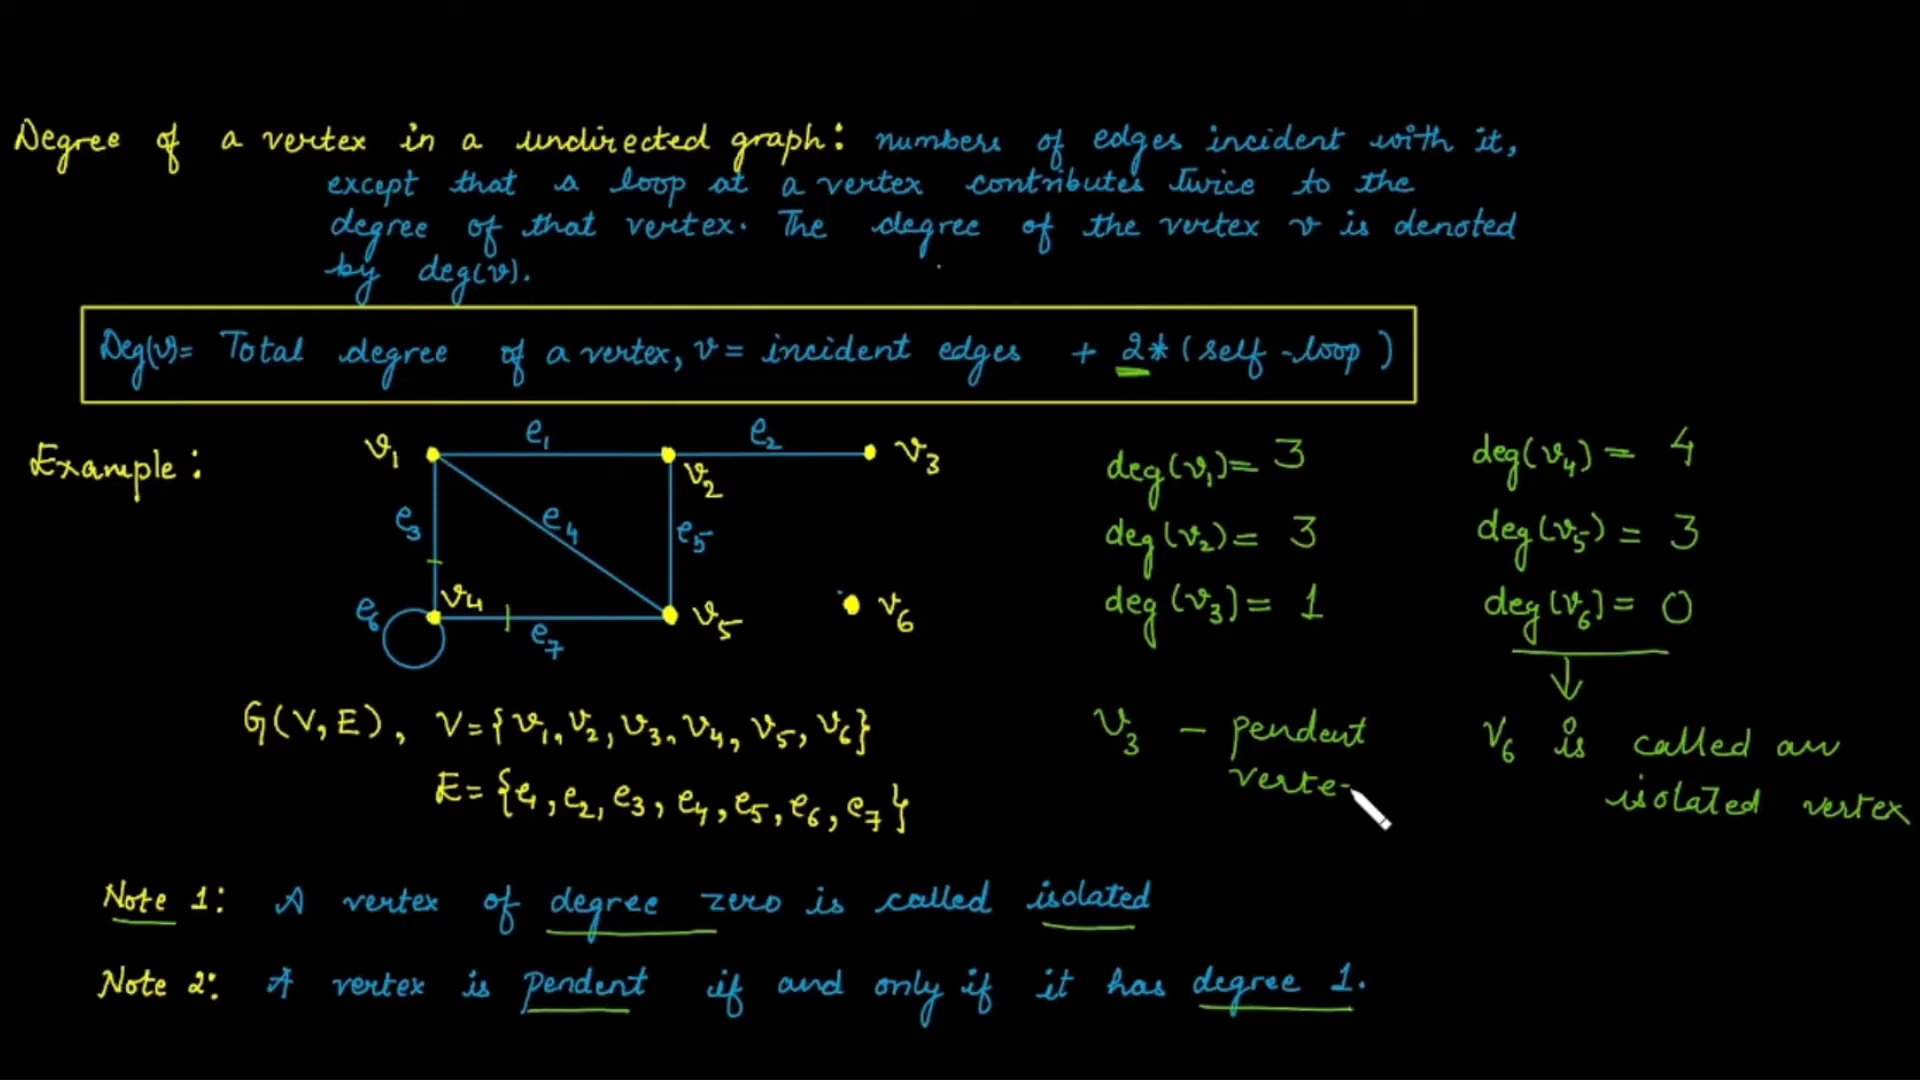 Degree of a vertex in a undirected graph: numbers of edges incident with it,
except that a loop at a vertex contributes twice to the
degree of that vertex. The degree of the vertex v is denoted
by deg(v).
Deg(v)= Total degree of a vertex, v = incident edges + 2*(self-loop)
Example:
v₁ e₁ v₂ e₂ v₃
e₃ e₄ e₅
e₆ v₄ e₇ v₅ v₆
deg(v₁)= 3
deg(v₂)= 3
deg(v₃)= 1
deg(v₄) = 4
deg(v₅) = 3
deg(v₆)= 0
G(V,E), V={v₁,v₂,v₃,v₄,v₅,v₆}
E={e₁,e₂,e₃,e₄,e₅,e₆,e₇}
v₃ – pendent
verte
V₆ is called an
isolated vertex
Note 1: A vertex of degree zero is called isolated
Note 2: A vertex is pendent if and only if it has degree 1.